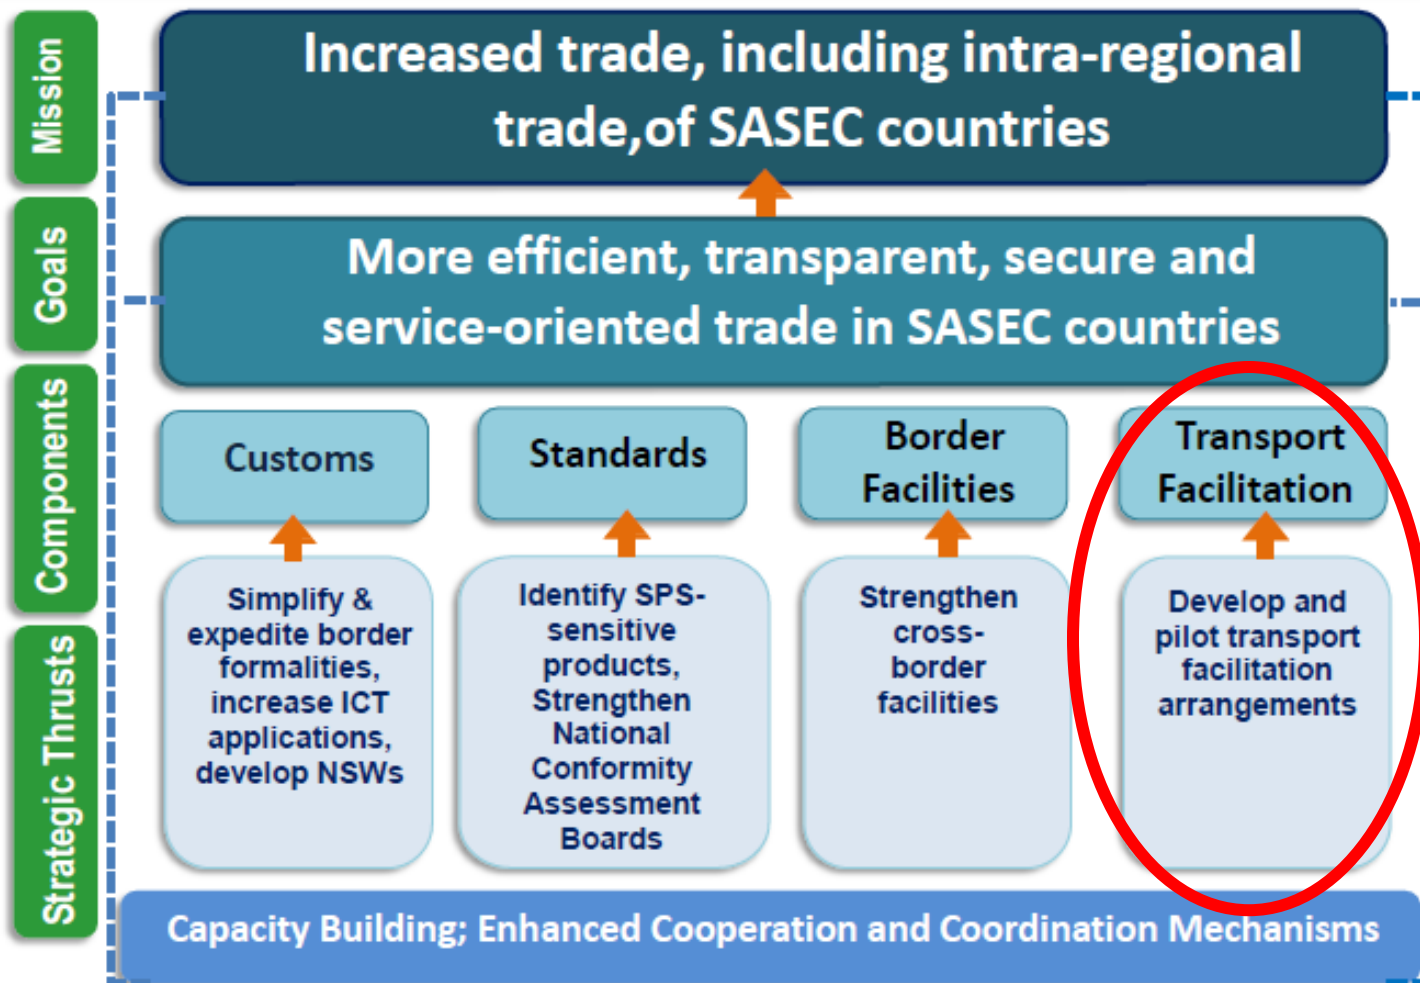 Mission
Increased trade, including intra-regional
trade,of SASEC countries
Goals
More efficient, transparent, secure and
service-oriented trade in SASEC countries
Components
Customs
Standards
Border
Facilities
Transport
Facilitation
Strategic Thrusts
Simplify &
expedite border
formalities,
increase ICT
applications,
develop NSWs
Identify SPS-
sensitive
products,
Strengthen
National
Conformity
Assessment
Boards
Strengthen
cross-
border
facilities
Develop and
pilot transport
facilitation
arrangements
Capacity Building; Enhanced Cooperation and Coordination Mechanisms